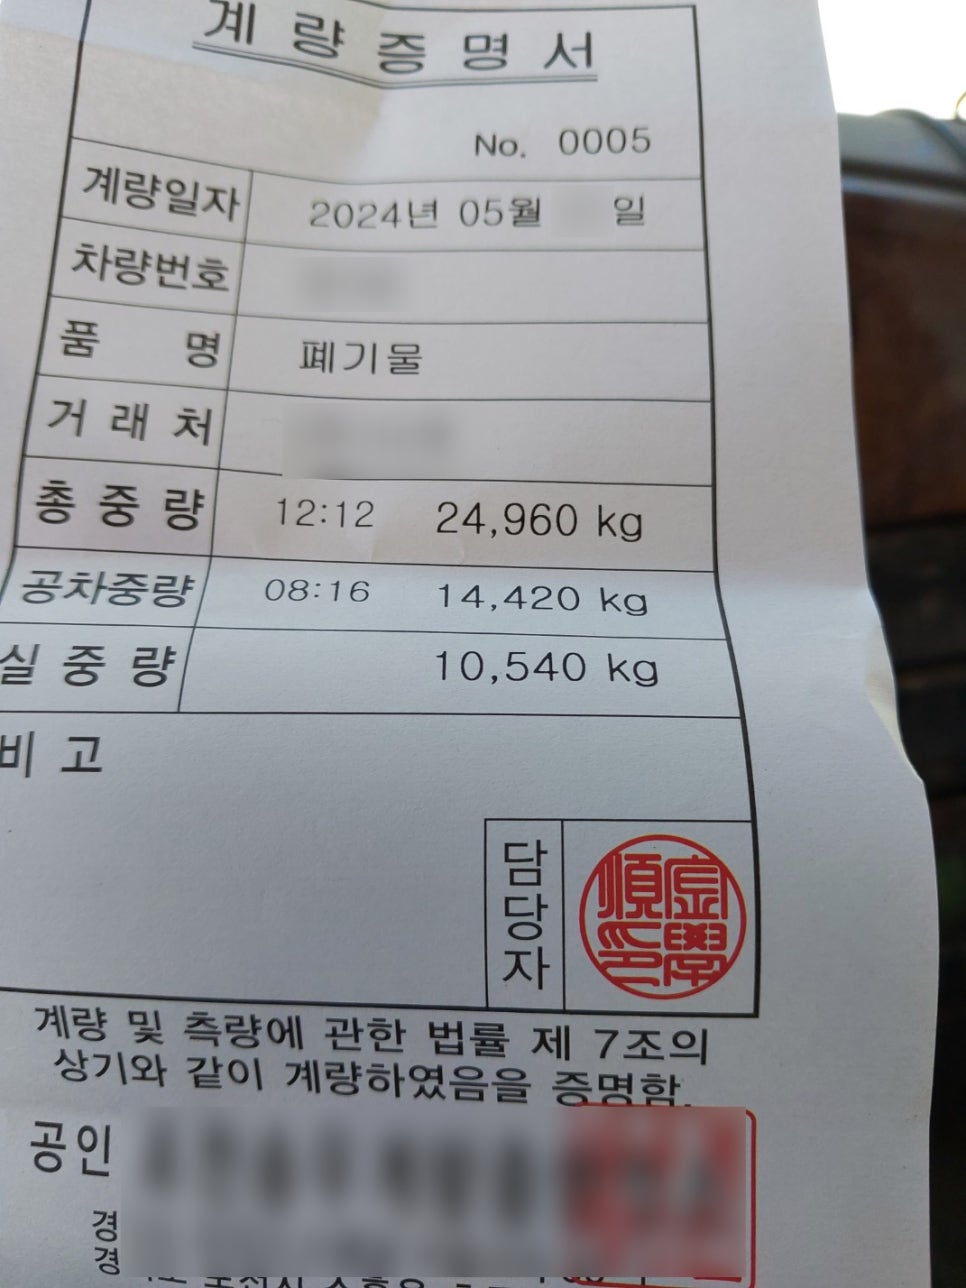 계량증명서
No. 0005
계량일자 2024년 05월 일
차량번호
품 명 폐기물
거래처
총중량 12:12 24,960 kg
공차중량 08:16 14,420 kg
실중량 10,540 kg
비고
담당자
계량 및 측량에 관한 법률 제 7조의
상기와 같이 계량하였음을 증명함.
공인
경
경